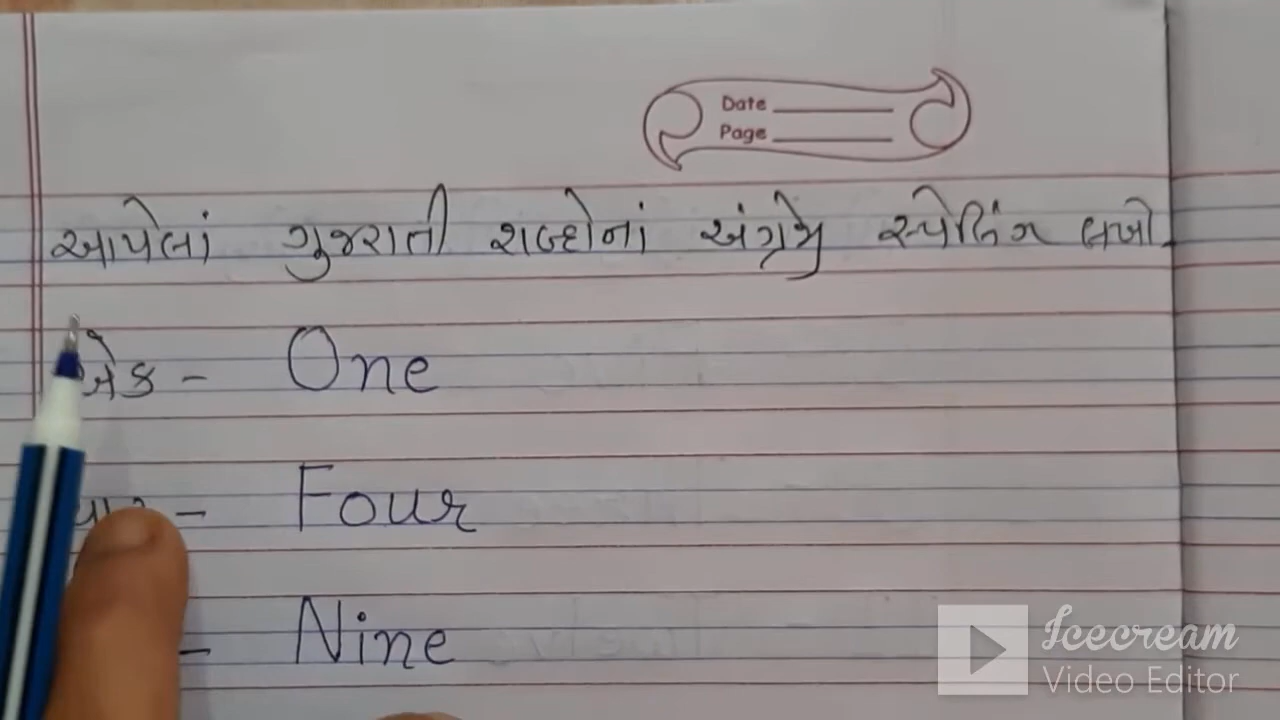 Date
Page
આપેલાં ગુજરાતી શબ્દોનાં અંગ્રેજી સ્પેલિંગ લખો.
એક - One
- Four
- Nine
Icecream
Video Editor